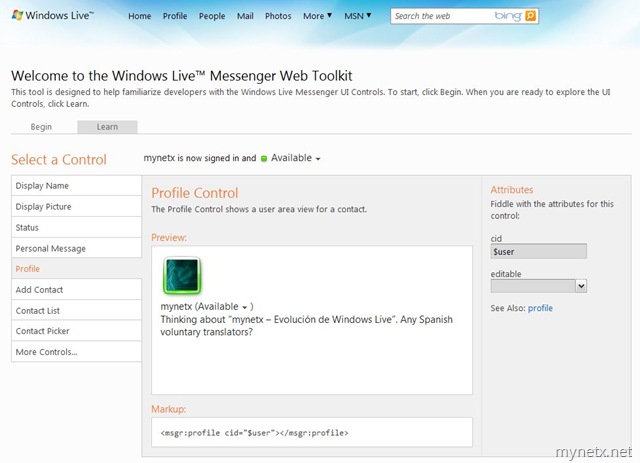 Windows Live™ Home Profile People Mail Photos More MSN Search the web bing
Welcome to the Windows Live™ Messenger Web Toolkit
This tool is designed to help familiarize developers with the Windows Live Messenger UI Controls. To start, click Begin. When you are ready to explore the UI
Controls, click Learn.
Begin Learn
Select a Control
mynetx is now signed in and Available
Display Name
Display Picture
Status
Personal Message
Profile
Add Contact
Contact List
Contact Picker
More Controls...
Profile Control
The Profile Control shows a user area view for a contact.
Preview:
mynetx (Available )
Thinking about "mynetx – Evolución de Windows Live". Any Spanish
voluntary translators?
Markup:
<msgr:profile cid="$user"></msgr:profile>
Attributes
Fiddle with the attributes for this
control:
cid
$user
editable
See Also: profile
mynetx.net